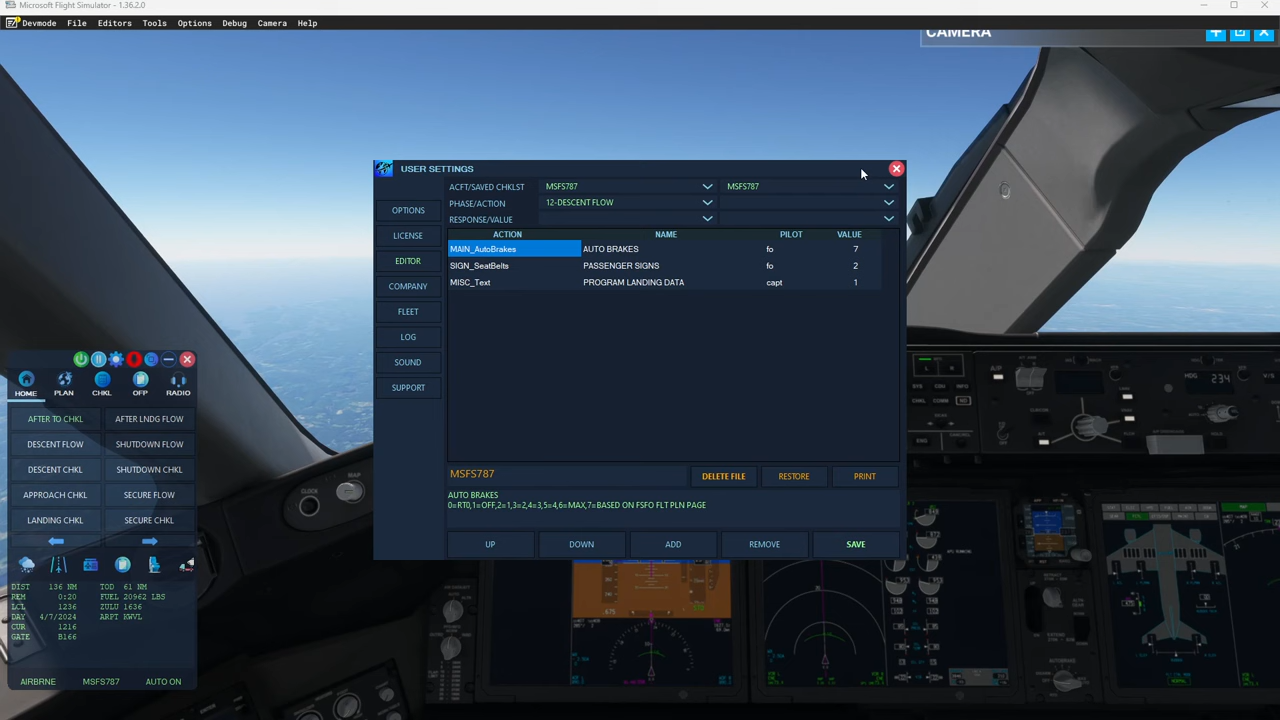 Microsoft Flight Simulator - 1.36.2.0
Devmode File Editors Tools Options Debug Camera Help
CAMERA
USER SETTINGS
ACFT/SAVED CHKLST MSFS787 MSFS787
PHASE/ACTION 12-DESCENT FLOW
RESPONSE/VALUE
OPTIONS
LICENSE
EDITOR
COMPANY
FLEET
LOG
SOUND
SUPPORT
ACTION NAME PILOT VALUE
MAIN_AutoBrakes AUTO BRAKES fo 7
SIGN_SeatBelts PASSENGER SIGNS fo 2
MISC_Text PROGRAM LANDING DATA capt 1
MSFS787 DELETE FILE RESTORE PRINT
AUTO BRAKES
0=RTO,1=OFF,2=1,3=2,4=3,5=4,6=MAX,7=BASED ON FSFO FLT PLN PAGE
UP DOWN ADD REMOVE SAVE
HOME PLAN CHKL OFP RADIO
AFTER TO CHKL AFTER LNDG FLOW
DESCENT FLOW SHUTDOWN FLOW
DESCENT CHKL SHUTDOWN CHKL
APPROACH CHKL SECURE FLOW
LANDING CHKL SECURE CHKL
DIST 136 NM TOD 61 NM
REM 0:20 FUEL 20962 LBS
LCL 1236 ZULU 1636
DAY 4/7/2024 ARPT KWVL
CUR 1216
GATE B166
AIRBRNE MSFS787 AUTO ON
CLOCK
MAP
A/P
HDG 234
V/S